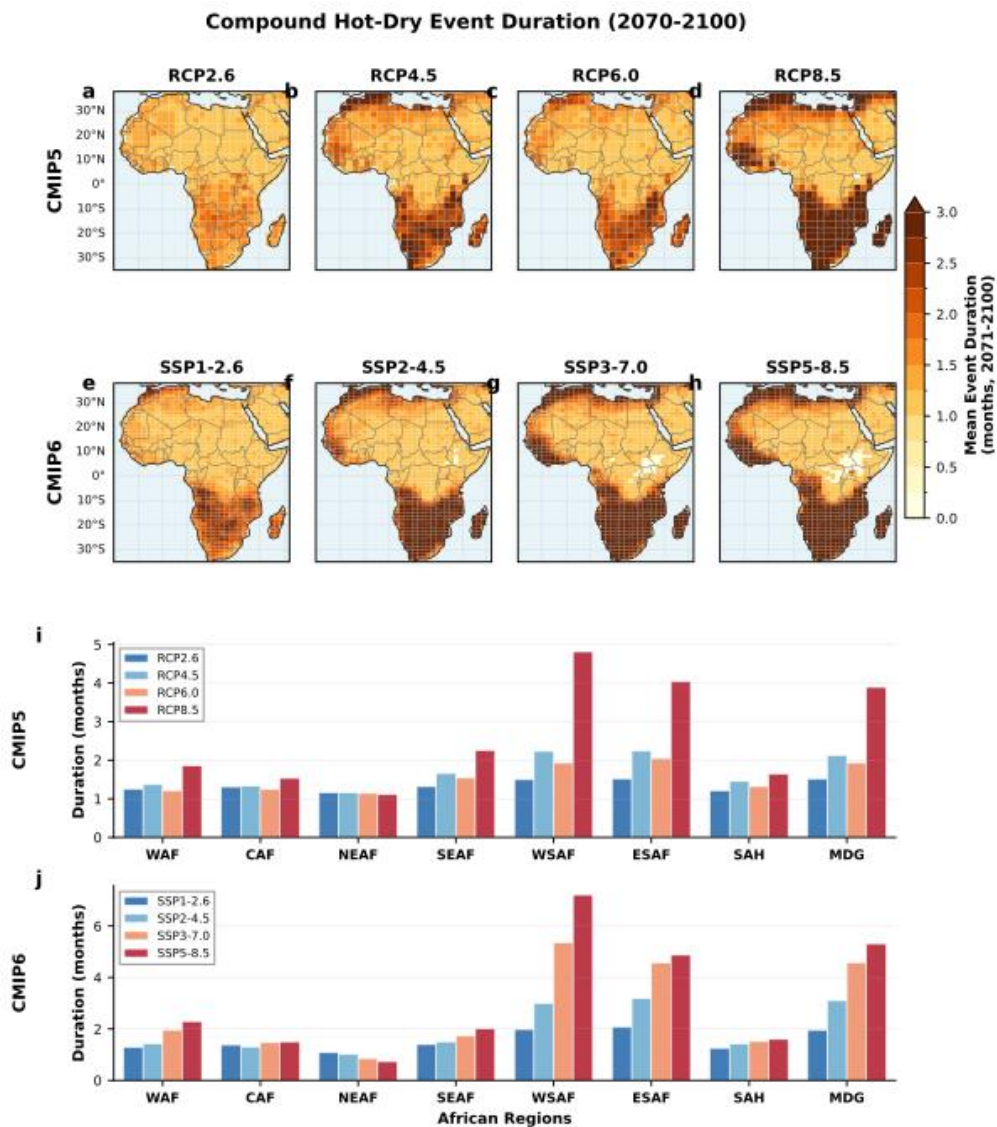 Compound Hot-Dry Event Duration (2070-2100)
a RCP2.6 b RCP4.5 c RCP6.0 d RCP8.5
CMIP5
30°N
20°N
10°N
0°
10°S
20°S
30°S
e SSP1-2.6 f SSP2-4.5 g SSP3-7.0 h SSP5-8.5
CMIP6
30°N
20°N
10°N
0°
10°S
20°S
30°S
3.0
2.5
2.0
1.5
1.0
0.5
0.0
Mean Event Duration
(months, 2071-2100)
i
CMIP5
Duration (months)
5
4
3
2
1
0
RCP2.6
RCP4.5
RCP6.0
RCP8.5
WAF CAF NEAF SEAF WSAF ESAF SAH MDG
j
CMIP6
Duration (months)
6
4
2
0
SSP1-2.6
SSP2-4.5
SSP3-7.0
SSP5-8.5
WAF CAF NEAF SEAF WSAF ESAF SAH MDG
African Regions